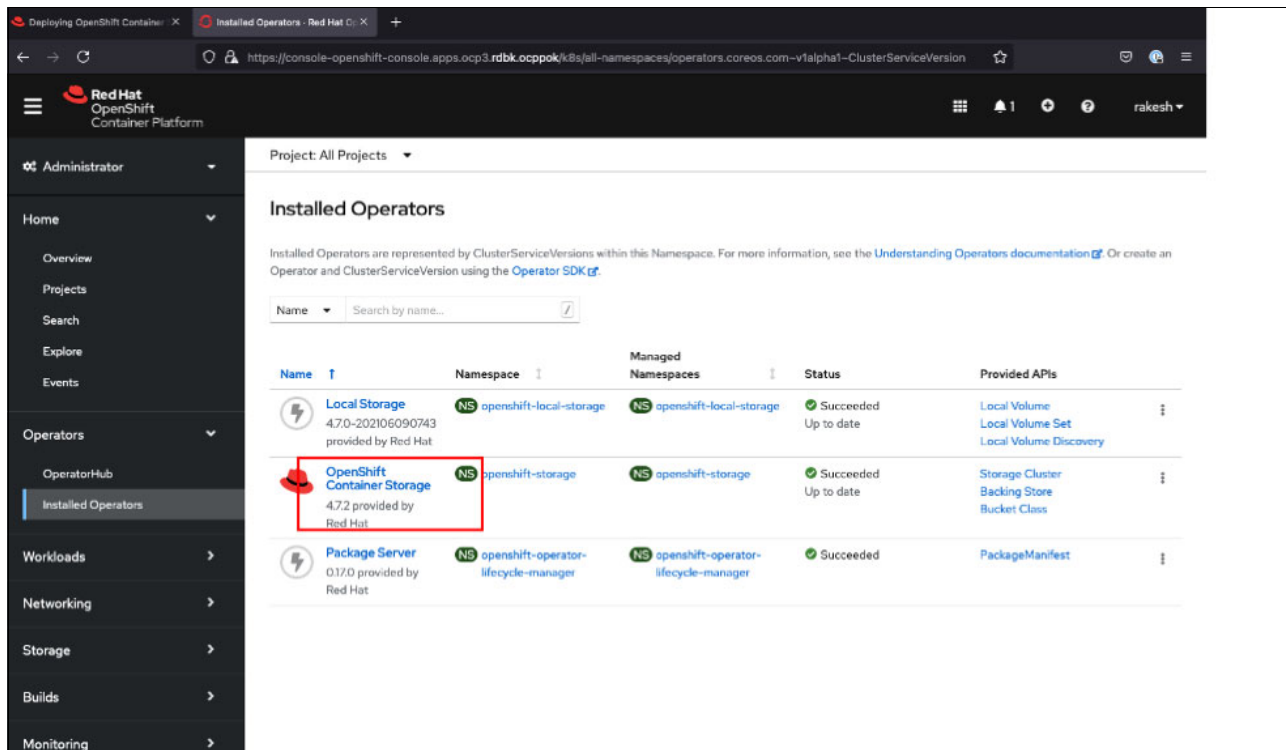 Deploying OpenShift Container
Installed Operators · Red Hat Op
https://console-openshift-console.apps.ocp3.rdbk.ocppok/k8s/all-namespaces/operators.coreos.com~v1alpha1~ClusterServiceVersion
Red Hat
OpenShift
Container Platform
1
rakesh
Administrator
Home
Overview
Projects
Search
Explore
Events
Operators
OperatorHub
Installed Operators
Workloads
Networking
Storage
Builds
Monitoring
Project: All Projects
Installed Operators
Installed Operators are represented by ClusterServiceVersions within this Namespace. For more information, see the Understanding Operators documentation. Or create an
Operator and ClusterServiceVersion using the Operator SDK.
Name Search by name... /
Name Namespace Managed Namespaces Status Provided APIs
Local Storage
4.7.0-202106090743
provided by Red Hat
NS openshift-local-storage
NS openshift-local-storage
Succeeded
Up to date
Local Volume
Local Volume Set
Local Volume Discovery
OpenShift
Container Storage
4.7.2 provided by
Red Hat
NS openshift-storage
NS openshift-storage
Succeeded
Up to date
Storage Cluster
Backing Store
Bucket Class
Package Server
0.17.0 provided by
Red Hat
NS openshift-operator-
lifecycle-manager
NS openshift-operator-
lifecycle-manager
Succeeded
PackageManifest